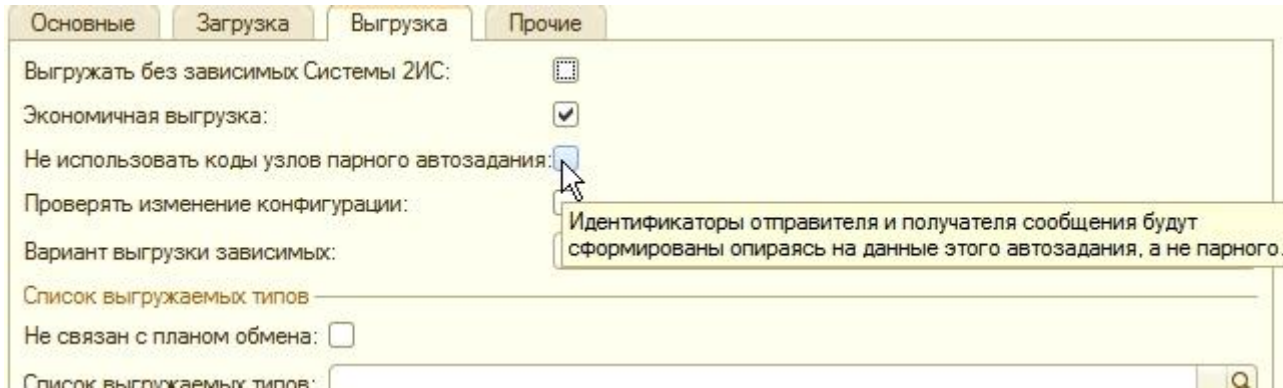 Основные Загрузка Выгрузка Прочие
Выгружать без зависимых Системы 2ИС:
Экономичная выгрузка:
Не использовать коды узлов парного автозадания:
Проверять изменение конфигурации:
Идентификаторы отправителя и получателя сообщения будут
сформированы опираясь на данные этого автозадания, а не парного.
Вариант выгрузки зависимых:
Список выгружаемых типов
Не связан с планом обмена:
Список выгружаемых типов: